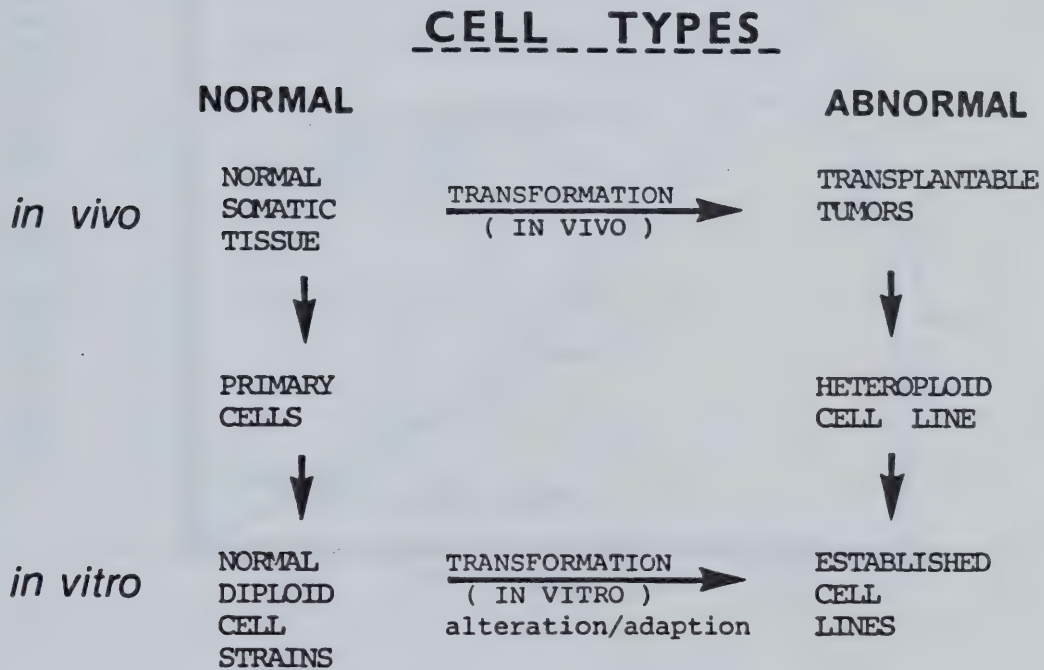 CELL TYPES
NORMAL
ABNORMAL
in vivo
NORMAL
SOMATIC
TISSUE
TRANSFORMATION
( IN VIVO )
TRANSPLANTABLE
TUMORS
PRIMARY
CELLS
HETEROPLOID
CELL LINE
in vitro
NORMAL
DIPLOID
CELL
STRAINS
TRANSFORMATION
( IN VITRO )
alteration/adaption
ESTABLISHED
CELL
LINES